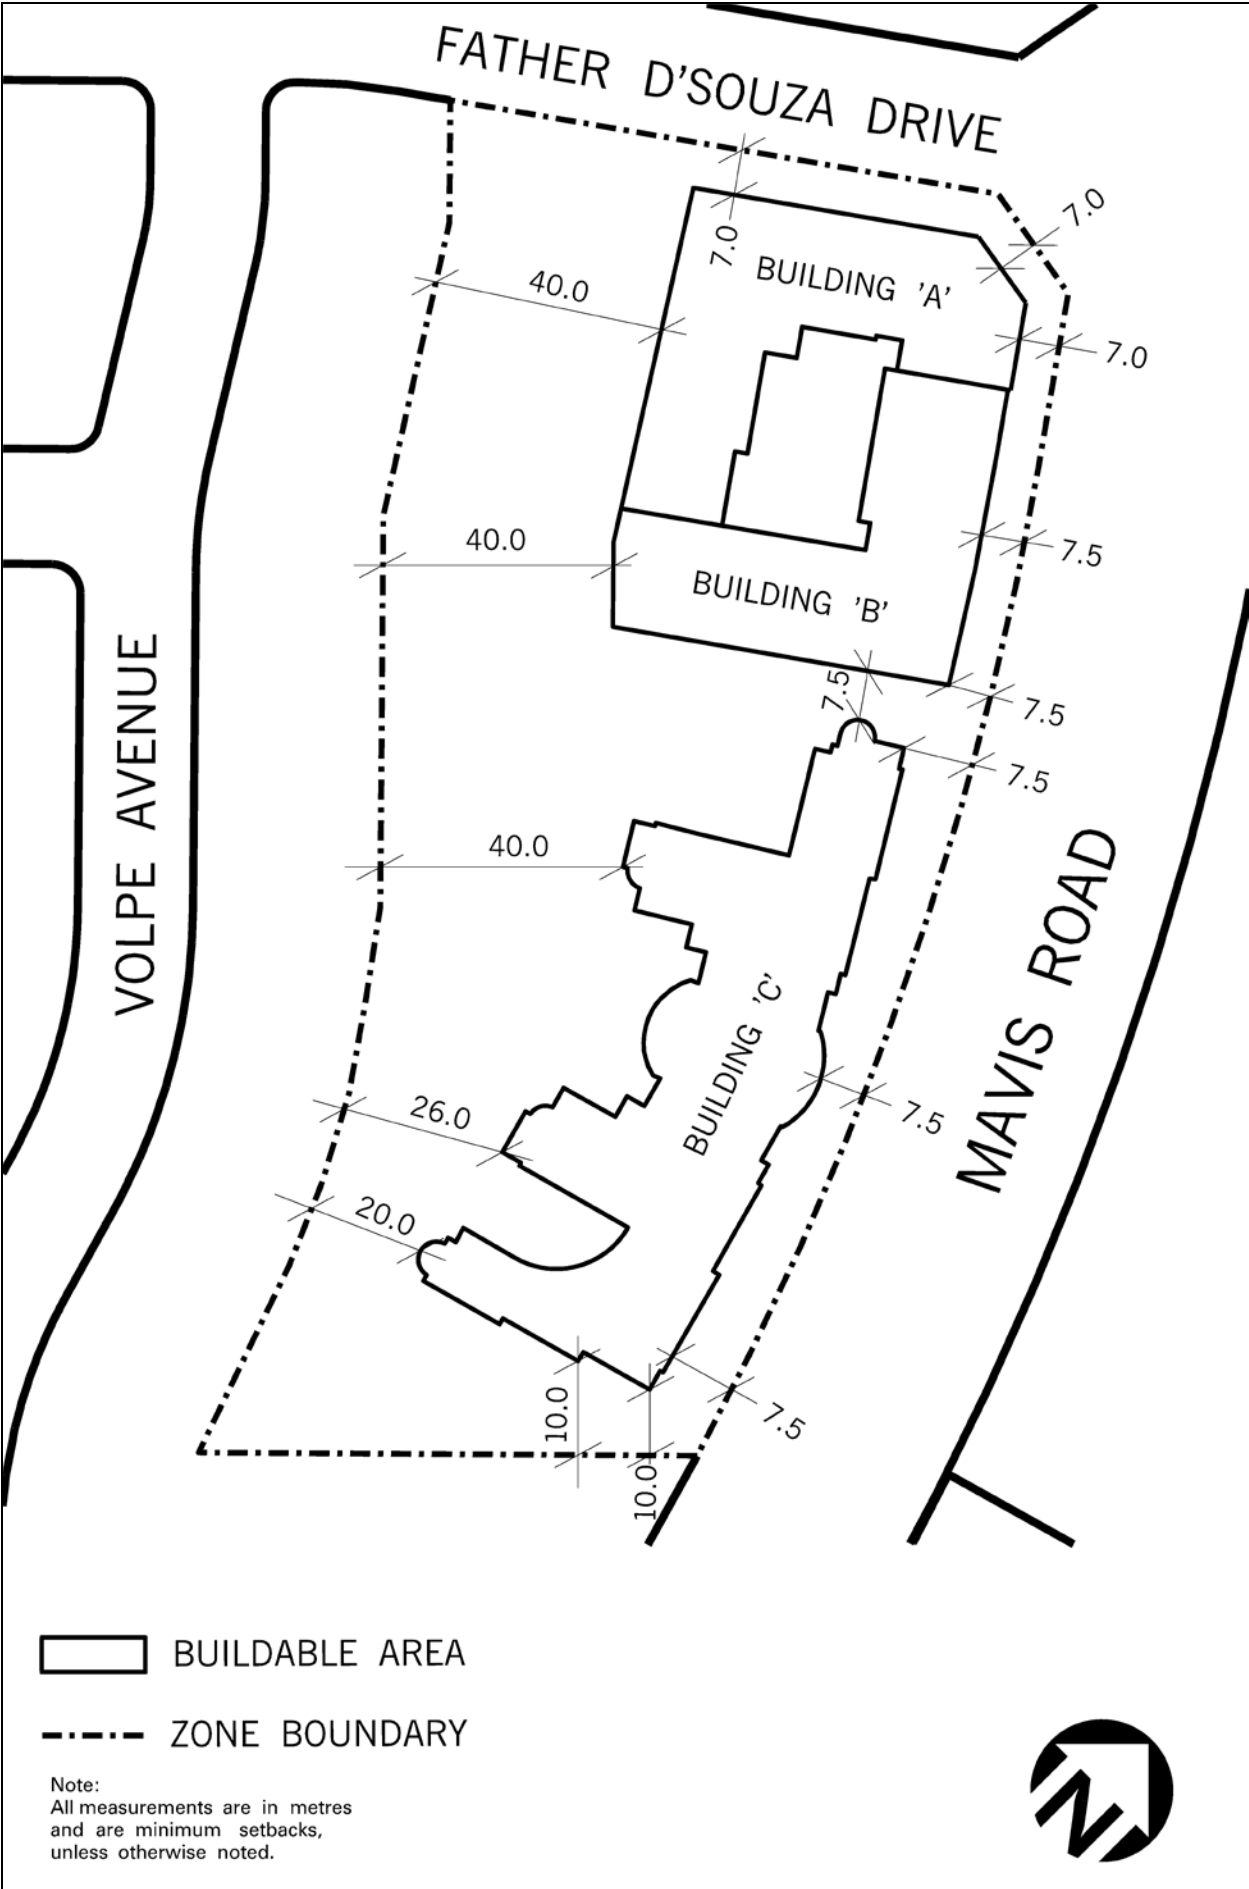 FATHER D'SOUZA DRIVE
7.0
7.0
BUILDING 'A'
40.0
7.0
40.0
7.5
BUILDING 'B'
VOLPE AVENUE
7.5
7.5
7.5
40.0
MAVIS ROAD
BUILDING 'C'
26.0
7.5
20.0
10.0
7.5
10.0
BUILDABLE AREA
ZONE BOUNDARY
Note:
All measurements are in metres
and are minimum setbacks,
unless otherwise noted.
N